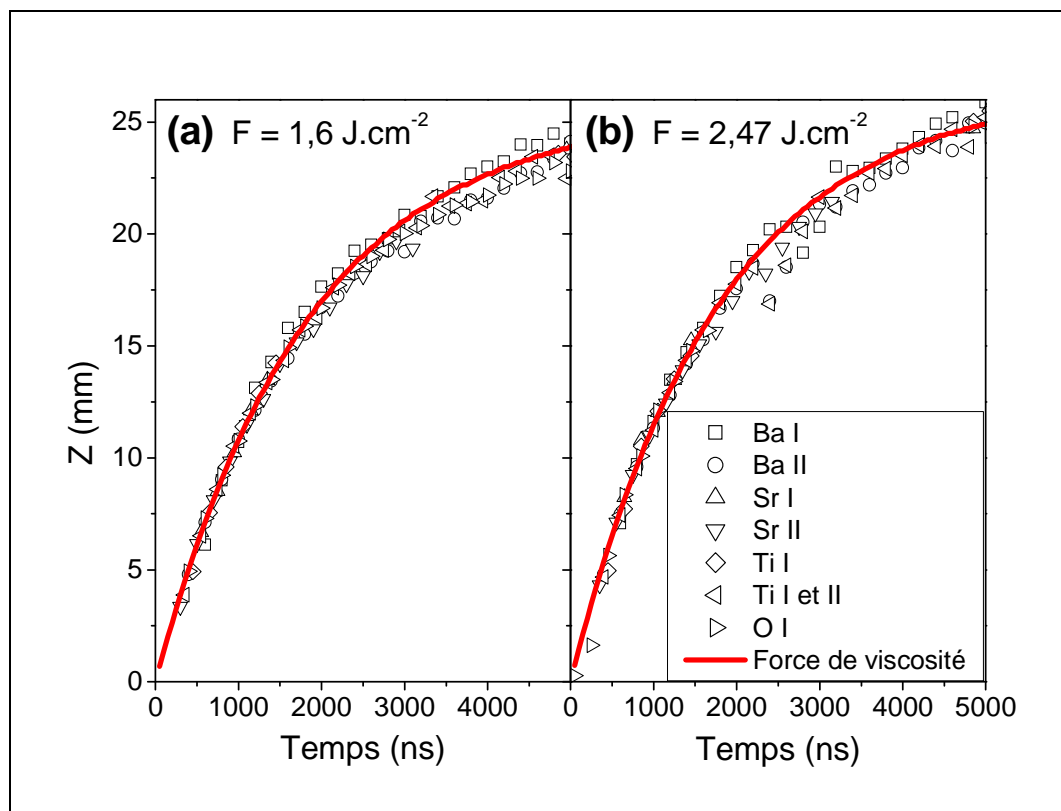 (a) F = 1,6 J.cm⁻²
(b) F = 2,47 J.cm⁻²
25
20
15
10
5
0
Z (mm)
0 1000 2000 3000 4000
0 1000 2000 3000 4000 5000
Temps (ns)
Temps (ns)
Ba I
Ba II
Sr I
Sr II
Ti I
Ti I et II
O I
Force de viscosité